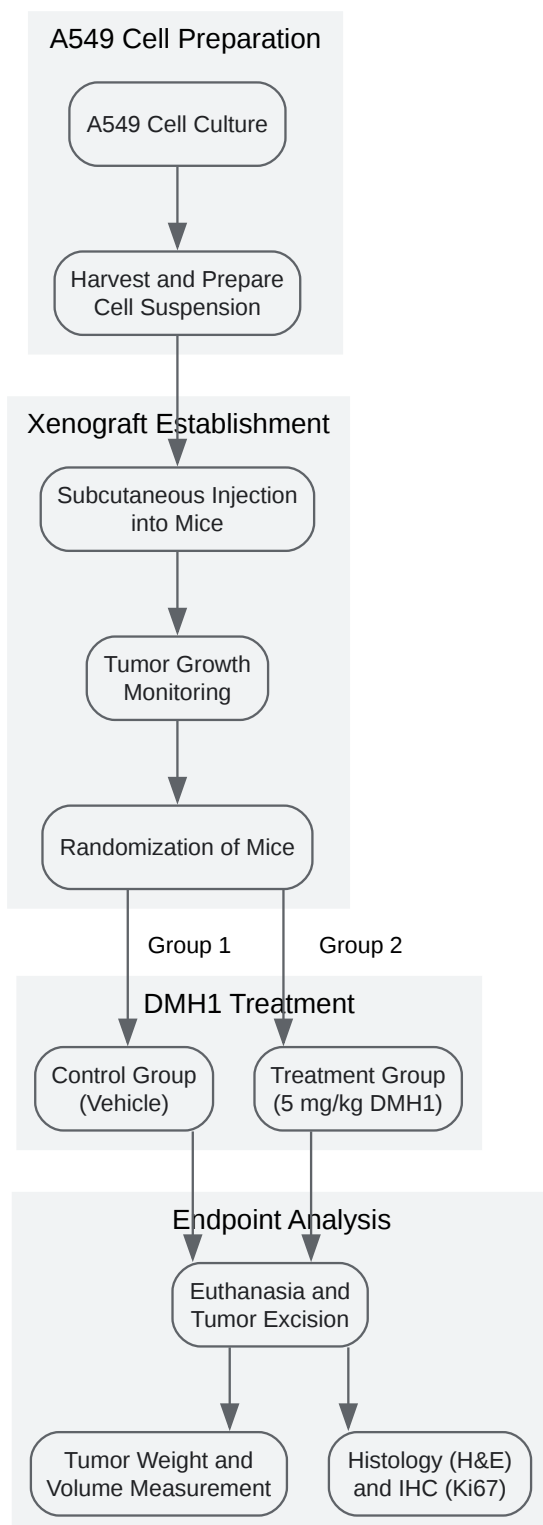 A549 Cell Preparation
A549 Cell Culture
Harvest and Prepare
Cell Suspension
Xenograft Establishment
Subcutaneous Injection
into Mice
Tumor Growth
Monitoring
Randomization of Mice
Group 1
Group 2
DMH1 Treatment
Control Group
(Vehicle)
Treatment Group
(5 mg/kg DMH1)
Endpoint Analysis
Euthanasia and
Tumor Excision
Tumor Weight and
Volume Measurement
Histology (H&E)
and IHC (Ki67)